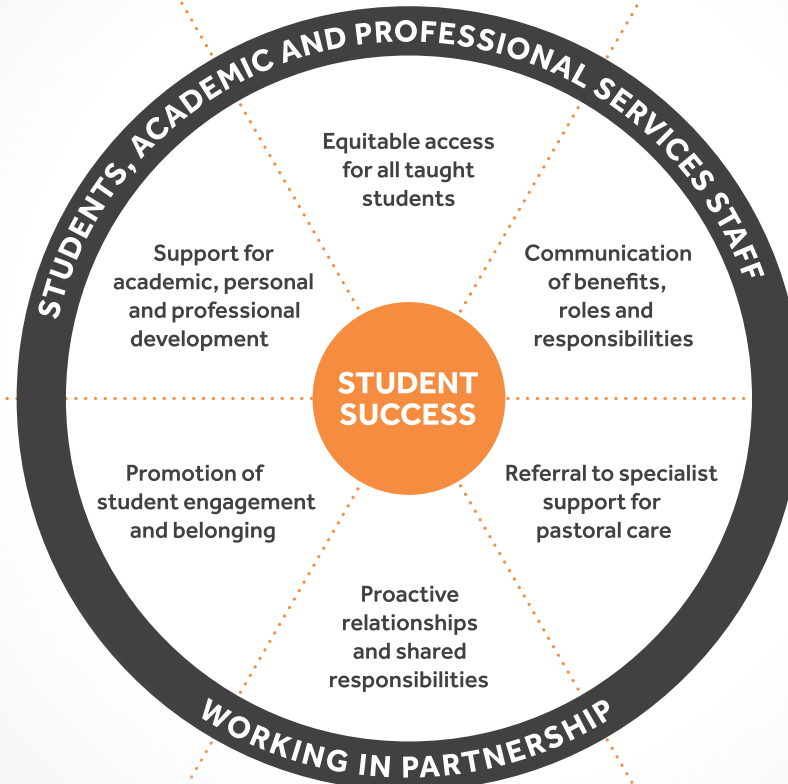 STUDENTS, ACADEMIC AND PROFESSIONAL SERVICES STAFF
Equitable access
for all taught
students
Communication
of benefits,
roles and
responsibilities
Referral to specialist
support for
pastoral care
Proactive
relationships
and shared
responsibilities
Promotion of
student engagement
and belonging
Support for
academic, personal
and professional
development
STUDENT
SUCCESS
WORKING IN PARTNERSHIP